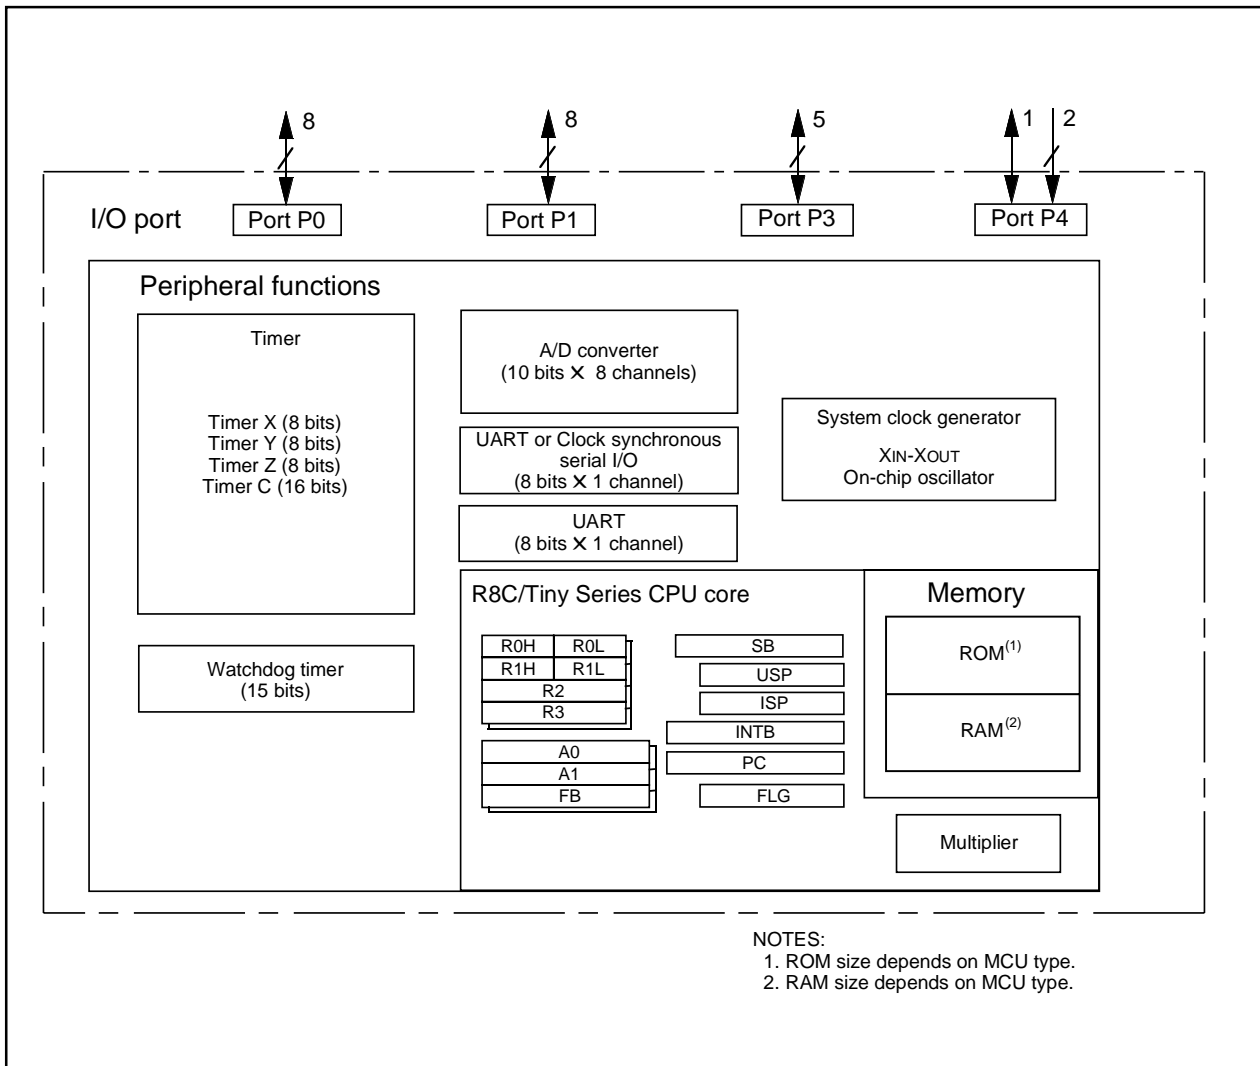 8
8
5
1
2
I/O port
Port P0
Port P1
Port P3
Port P4
Peripheral functions
Timer
Timer X (8 bits)
Timer Y (8 bits)
Timer Z (8 bits)
Timer C (16 bits)
Watchdog timer
(15 bits)
A/D converter
(10 bits X 8 channels)
UART or Clock synchronous
serial I/O
(8 bits X 1 channel)
UART
(8 bits X 1 channel)
System clock generator
XIN-XOUT
On-chip oscillator
R8C/Tiny Series CPU core
R0H R0L
R1H R1L
R2
R3
A0
A1
FB
SB
USP
ISP
INTB
PC
FLG
Memory
ROM(1)
RAM(2)
Multiplier
NOTES:
1. ROM size depends on MCU type.
2. RAM size depends on MCU type.